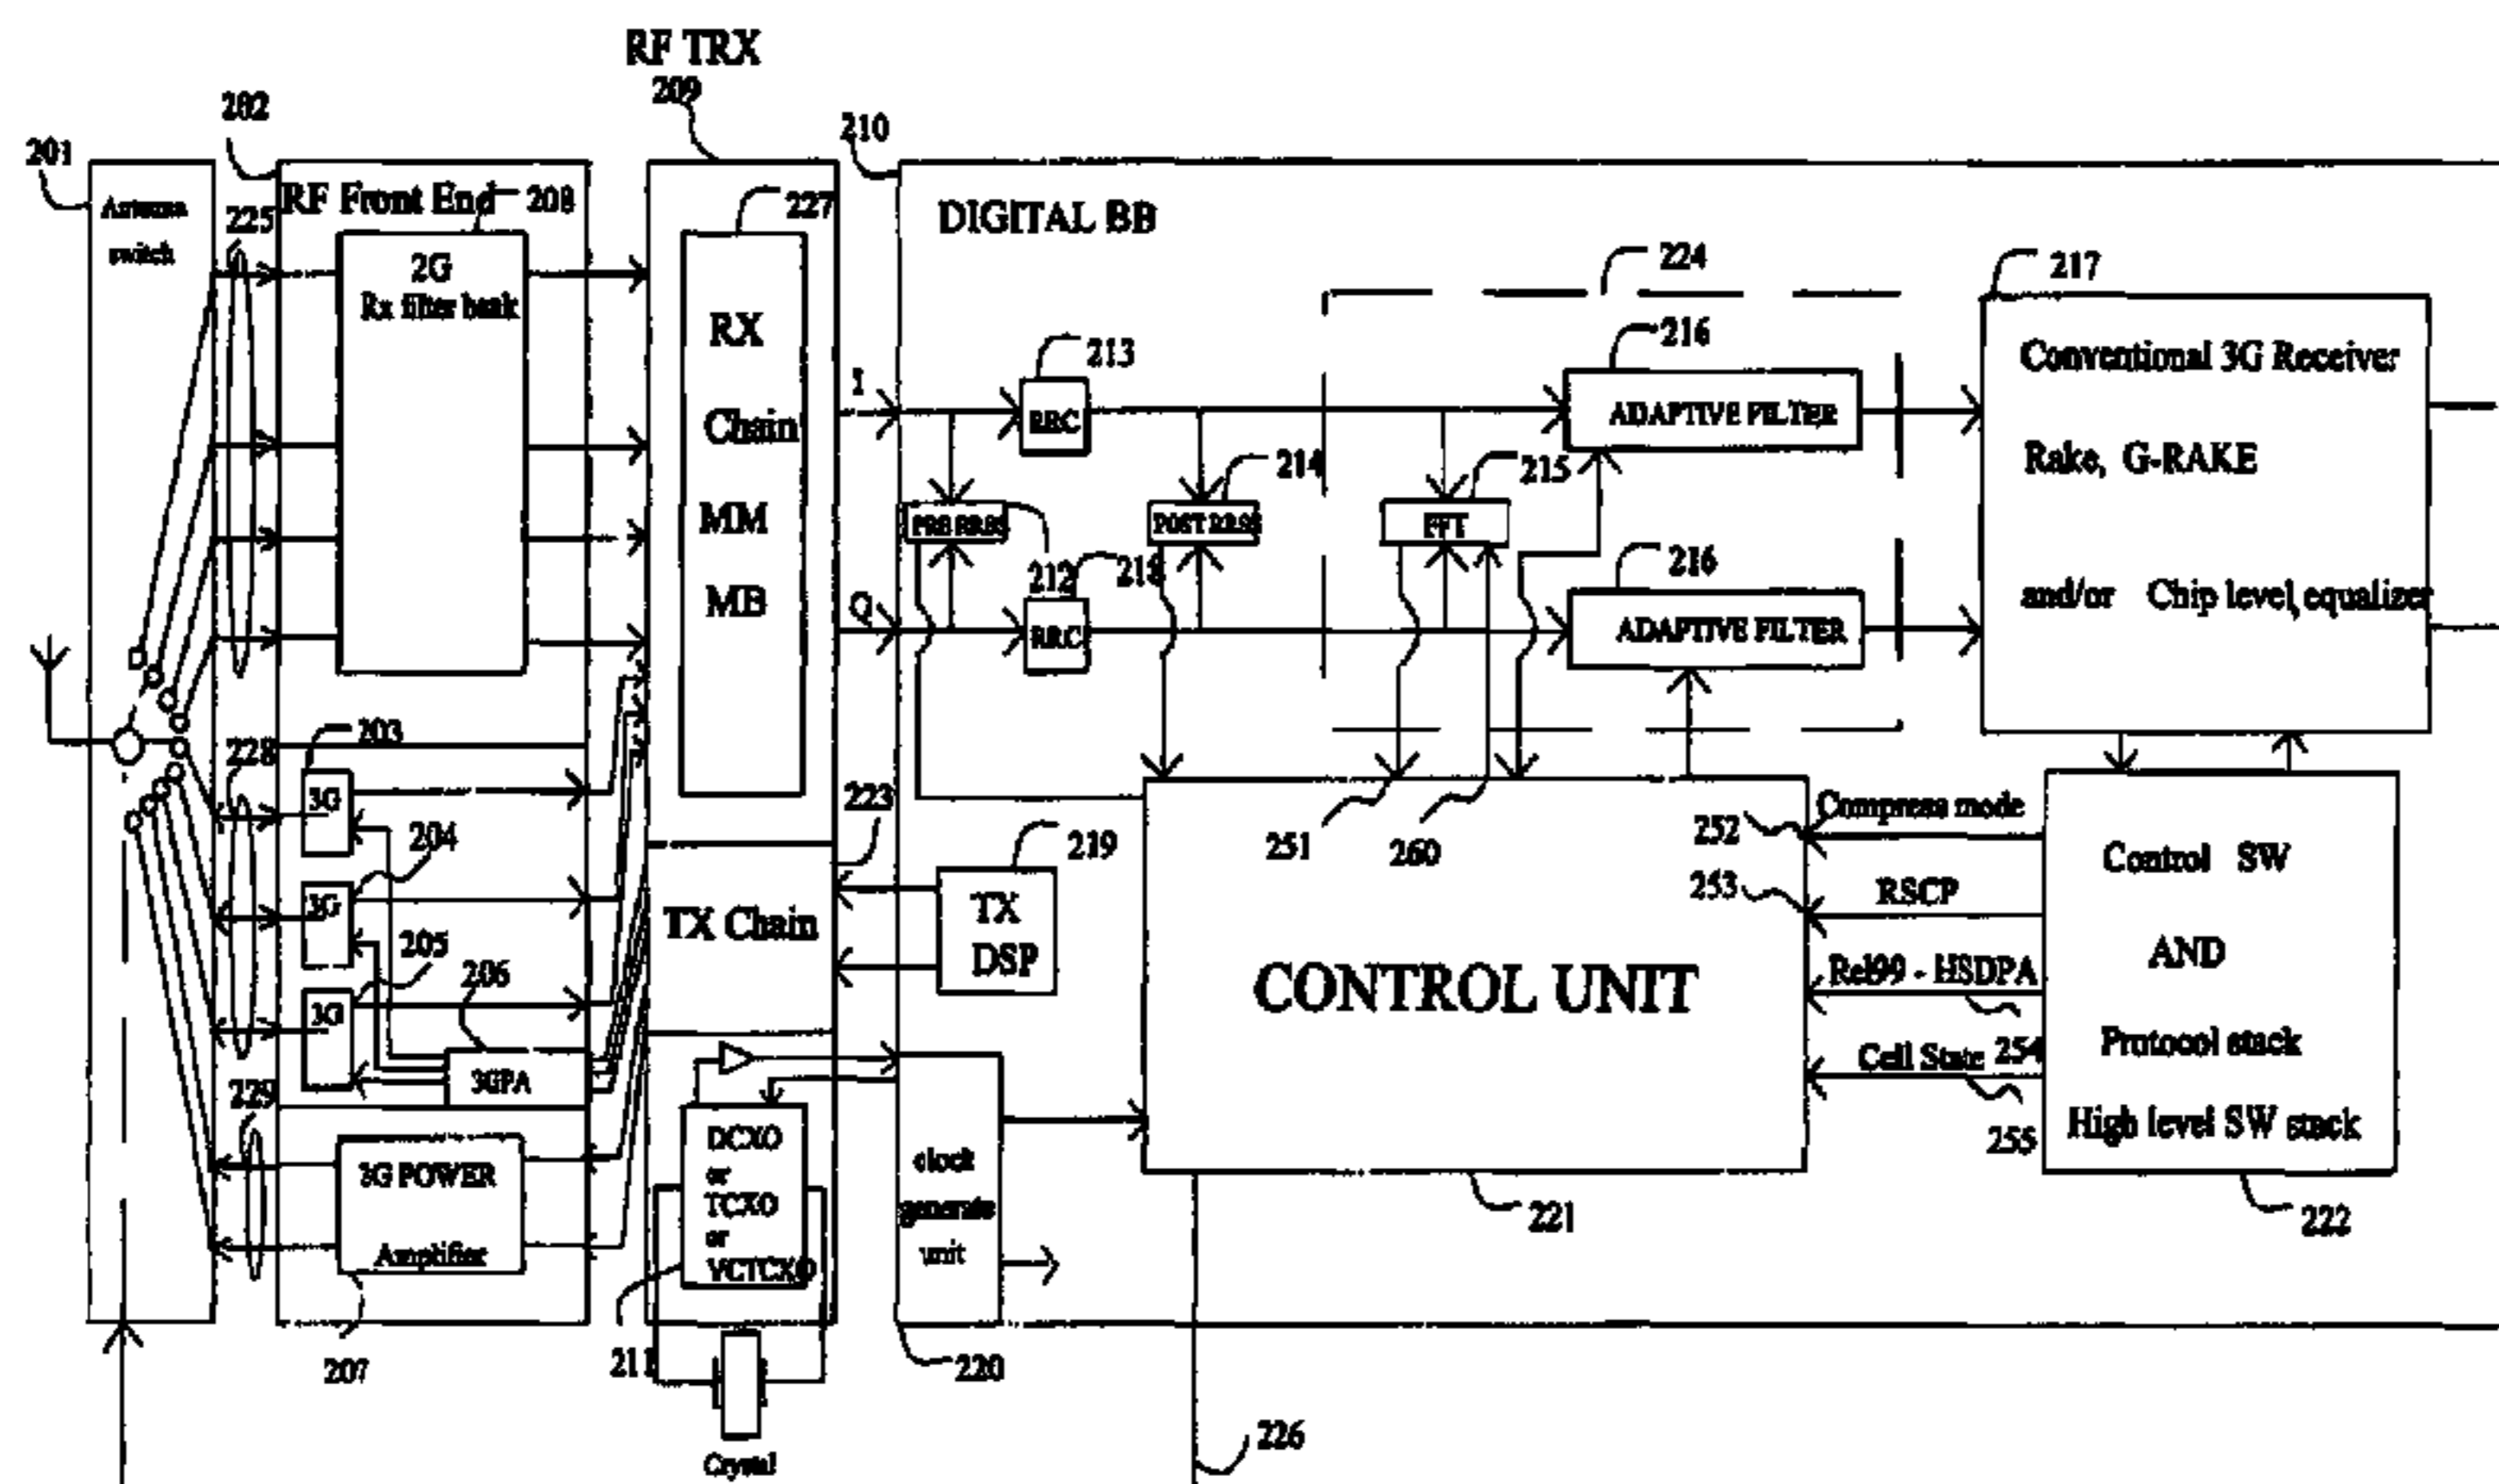 RF TRX
209
202
210
201
Antenna
switch
RF Front End
208
225
227
DIGITAL BB
224
217
2G
Rx filter bank
RX
Chain
MM
MB
I
213
RRC
216
ADAPTIVE FILTER
Conventional 3G Receiver
Rake, G-RAKE
and/or Chip level equalizer
214
215
POST RRSS
FFT
212
Q
RRC
216
ADAPTIVE FILTER
228
203
3G
204
3G
205
3G
206
3GPA
229
3G POWER
Amplifier
207
223
TX Chain
219
TX
DSP
251
260
252
Compress mode
253
RSCP
Rel99 - HSDPA
254
Cell State
255
CONTROL UNIT
221
Control SW
AND
Protocol stack
High level SW stack
222
DCXO
or
TCXO
or
VCTCXO
211
Crystal
clock
generate
unit
220
226